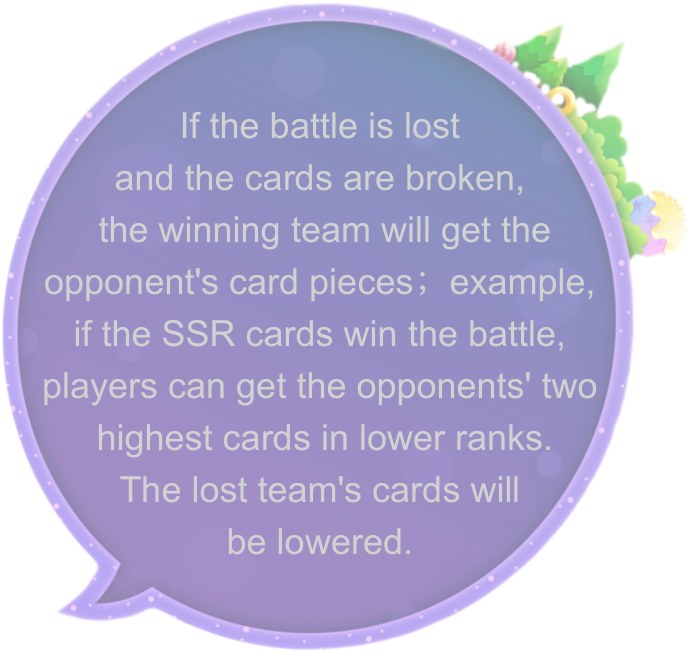 If the battle is lost
and the cards are broken,
the winning team will get the
opponent's card pieces；example,
if the SSR cards win the battle,
players can get the opponents' two
highest cards in lower ranks.
The lost team's cards will
be lowered.